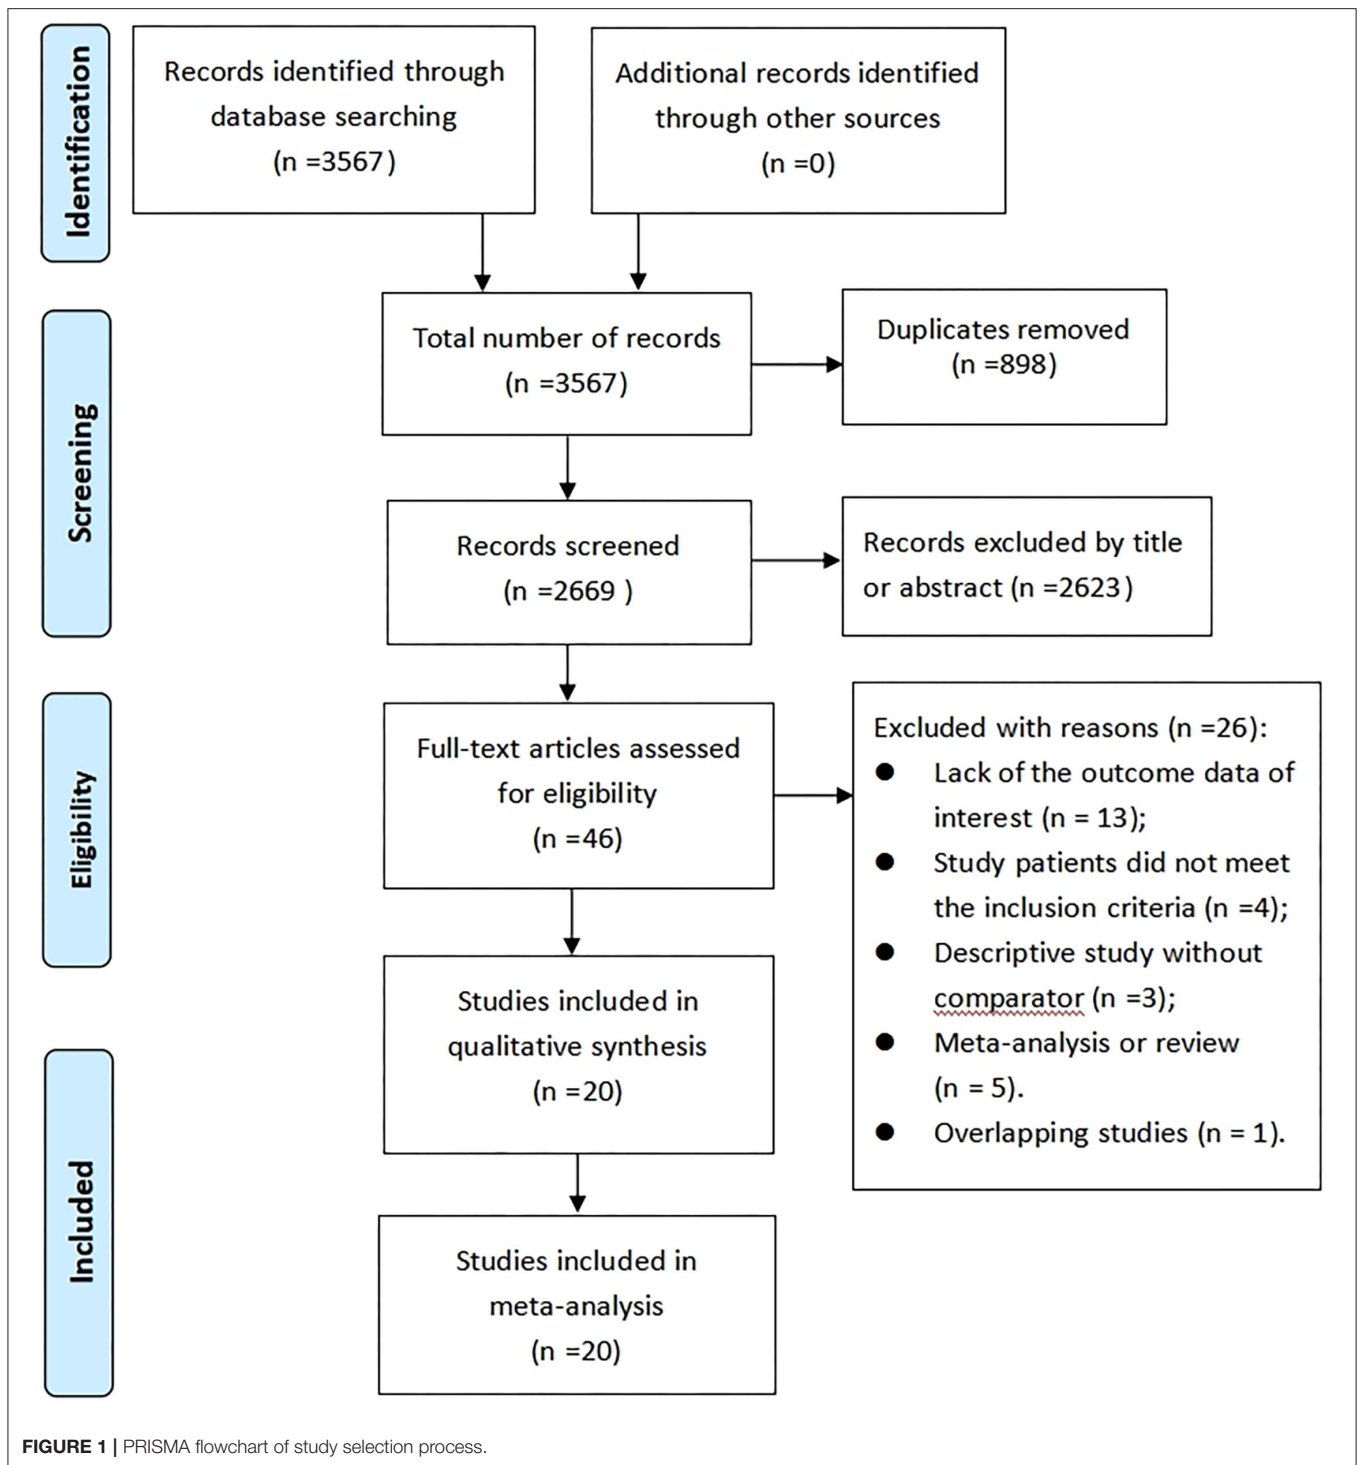 Identification
Records identified through
database searching
(n =3567)
Additional records identified
through other sources
(n =0)
Screening
Total number of records
(n =3567)
Duplicates removed
(n =898)
Records screened
(n =2669 )
Records excluded by title
or abstract (n =2623)
Eligibility
Full-text articles assessed
for eligibility
(n =46)
Excluded with reasons (n =26):
● Lack of the outcome data of
interest (n = 13);
● Study patients did not meet
the inclusion criteria (n =4);
● Descriptive study without
comparator (n =3);
● Meta-analysis or review
(n = 5).
● Overlapping studies (n = 1).
Studies included in
qualitative synthesis
(n =20)
Included
Studies included in
meta-analysis
(n =20)
FIGURE 1 | PRISMA flowchart of study selection process.